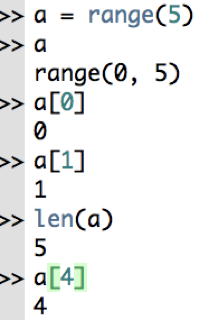 >> a = range(5)
>> a
range(0, 5)
>> a[0]
0
>> a[1]
1
>> len(a)
5
>> a[4]
4